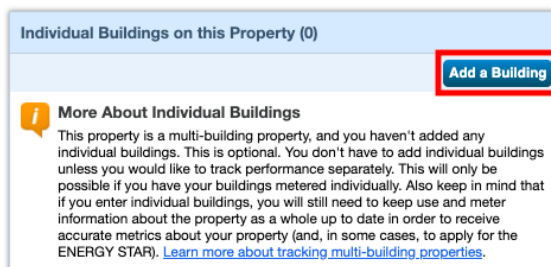 Individual Buildings on this Property (0)
Add a Building
i
More About Individual Buildings
This property is a multi-building property, and you haven't added any
individual buildings. This is optional. You don't have to add individual buildings
unless you would like to track performance separately. This will only be
possible if you have your buildings metered individually. Also keep in mind that
if you enter individual buildings, you will still need to keep use and meter
information about the property as a whole up to date in order to receive
accurate metrics about your property (and, in some cases, to apply for the
ENERGY STAR). Learn more about tracking multi-building properties.